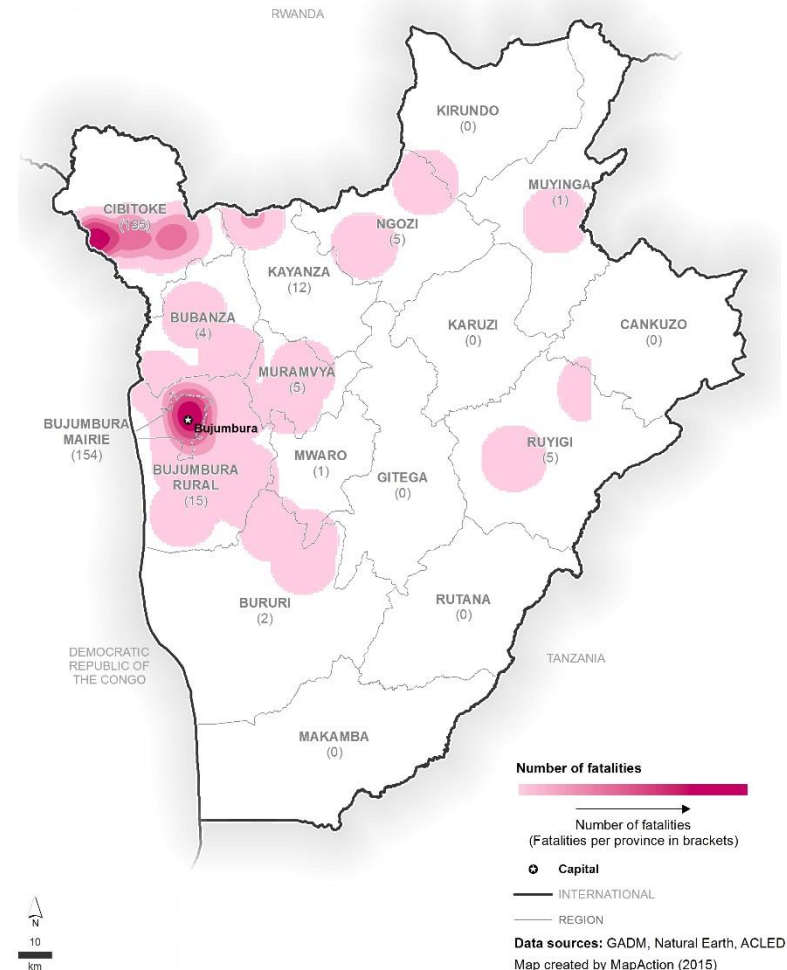 RWANDA
KIRUNDO
(0)
MUYINGA
(1)
CIBITOKE
(195)
NGOZI
(5)
KAYANZA
(12)
BUBANZA
(4)
KARUZI
(0)
CANKUZO
(0)
MURAMVYA
(5)
BUJUMBURA
MAIRIE
(154)
Bujumbura
MWARO
(1)
RUYIGI
(5)
BUJUMBURA
RURAL
(15)
GITEGA
(0)
BURURI
(2)
RUTANA
(0)
DEMOCRATIC
REPUBLIC OF
THE CONGO
TANZANIA
MAKAMBA
(0)
Number of fatalities
Number of fatalities
(Fatalities per province in brackets)
Capital
INTERNATIONAL
REGION
N
10
km
Data sources: GADM, Natural Earth, ACLED
Map created by MapAction (2015)